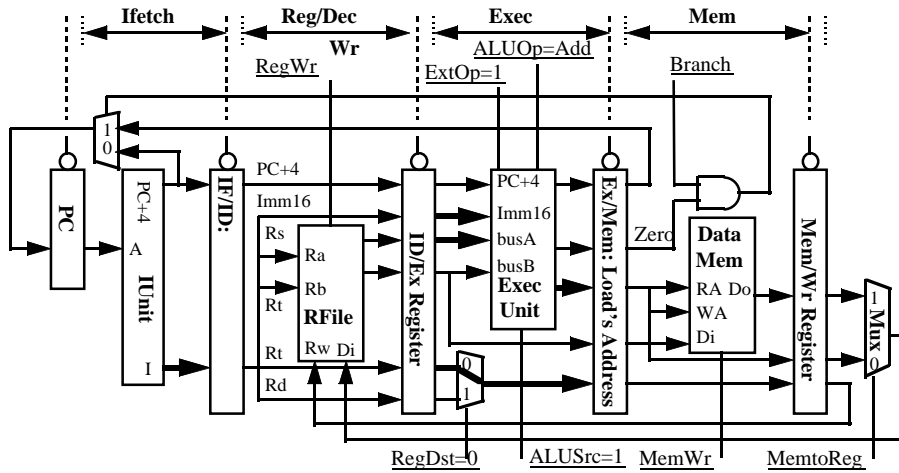 Ifetch
Reg/Dec
Exec
Mem
Wr
RegWr
ALUOp=Add
ExtOp=1
Branch
1
0
PC
PC+4
A
IUnit
I
IF/ID:
PC+4
Imm16
Rs
Ra
Rb
Rt
RFile
Rw Di
Rt
Rd
ID/Ex Register
0
1
PC+4
Imm16
busA
busB
Exec
Unit
Ex/Mem: Load's Address
Zero
Data
Mem
RA Do
WA
Di
Mem/Wr Register
1
Mux
0
RegDst=0
ALUSrc=1
MemWr
MemtoReg